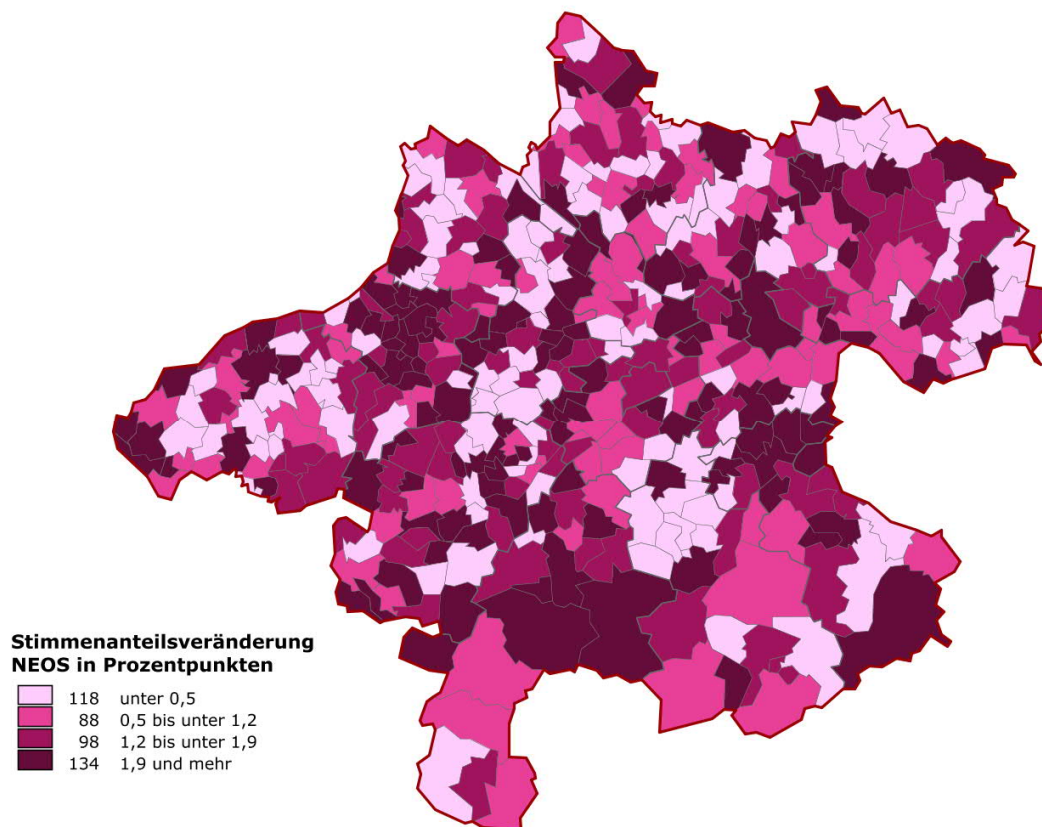 Stimmenanteilsveränderung
NEOS in Prozentpunkten
118 unter 0,5
88 0,5 bis unter 1,2
98 1,2 bis unter 1,9
134 1,9 und mehr